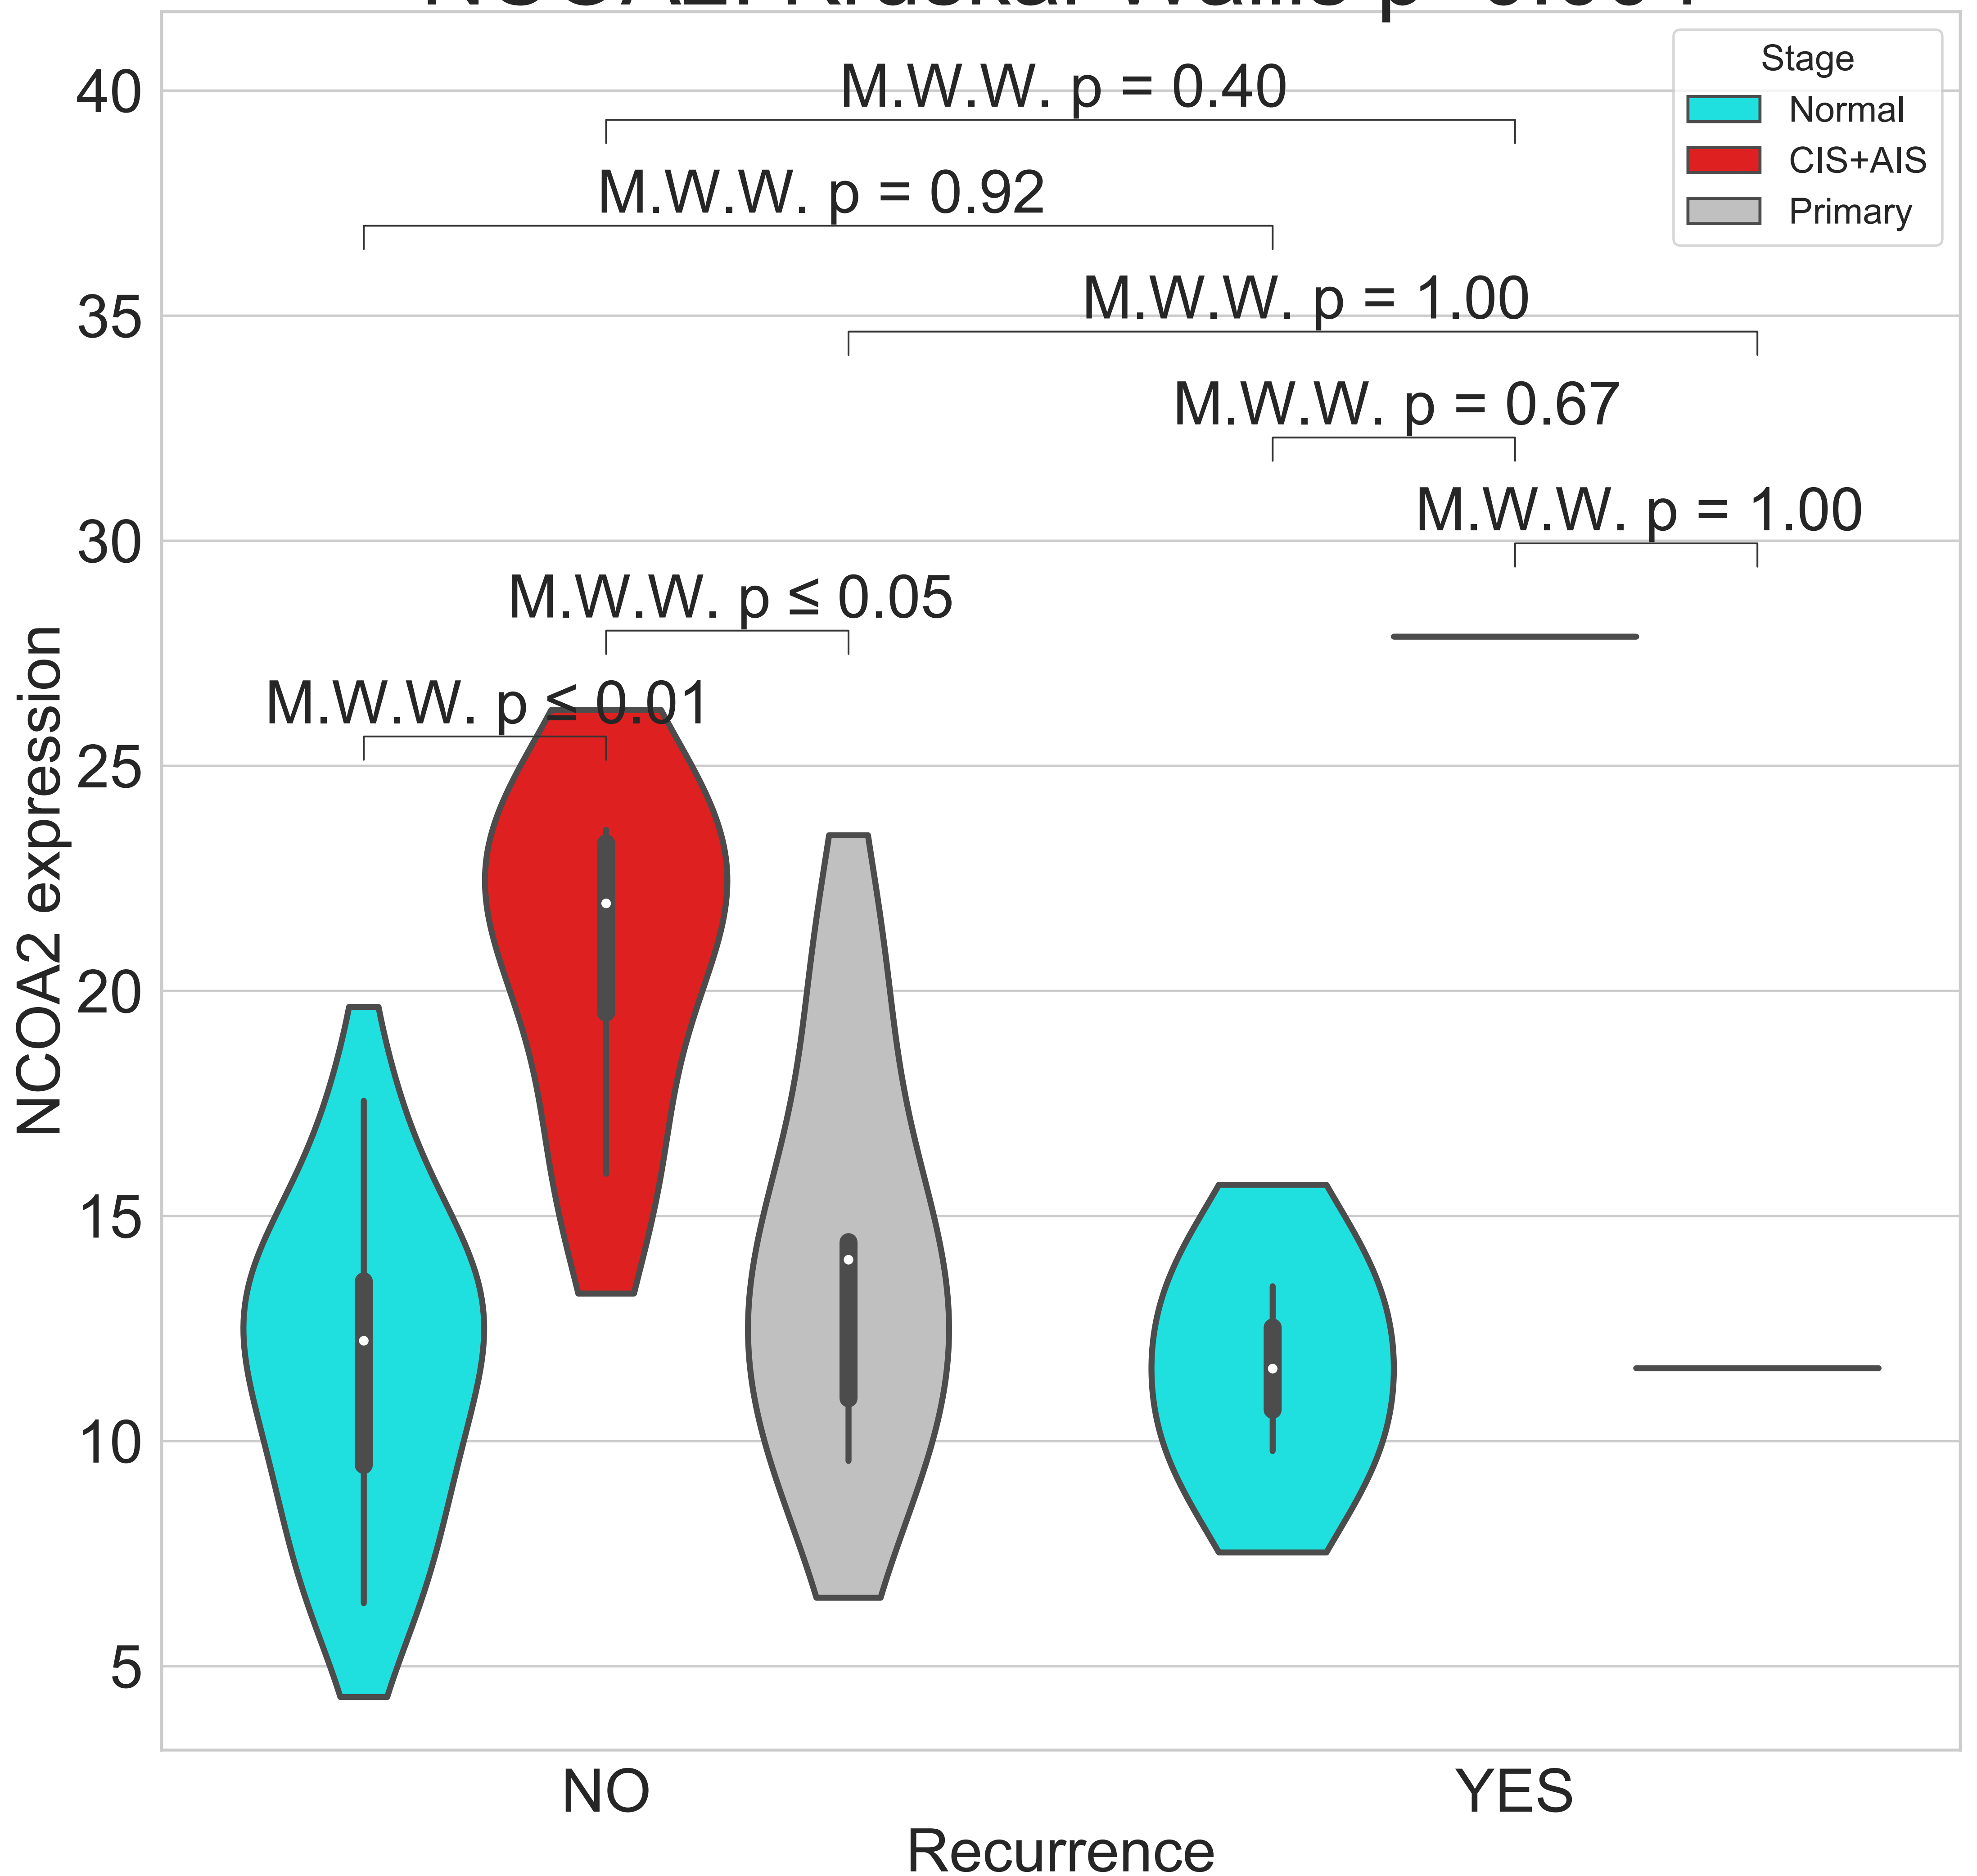 40
35
30
25
20
15
10
5
NCOA2 expression
M.W.W. p = 0.40
M.W.W. p = 0.92
M.W.W. p = 1.00
M.W.W. p = 0.67
M.W.W. p = 1.00
M.W.W. p ≤ 0.05
M.W.W. p ≤ 0.01
Stage
Normal
CIS+AIS
Primary
NO
YES
Recurrence